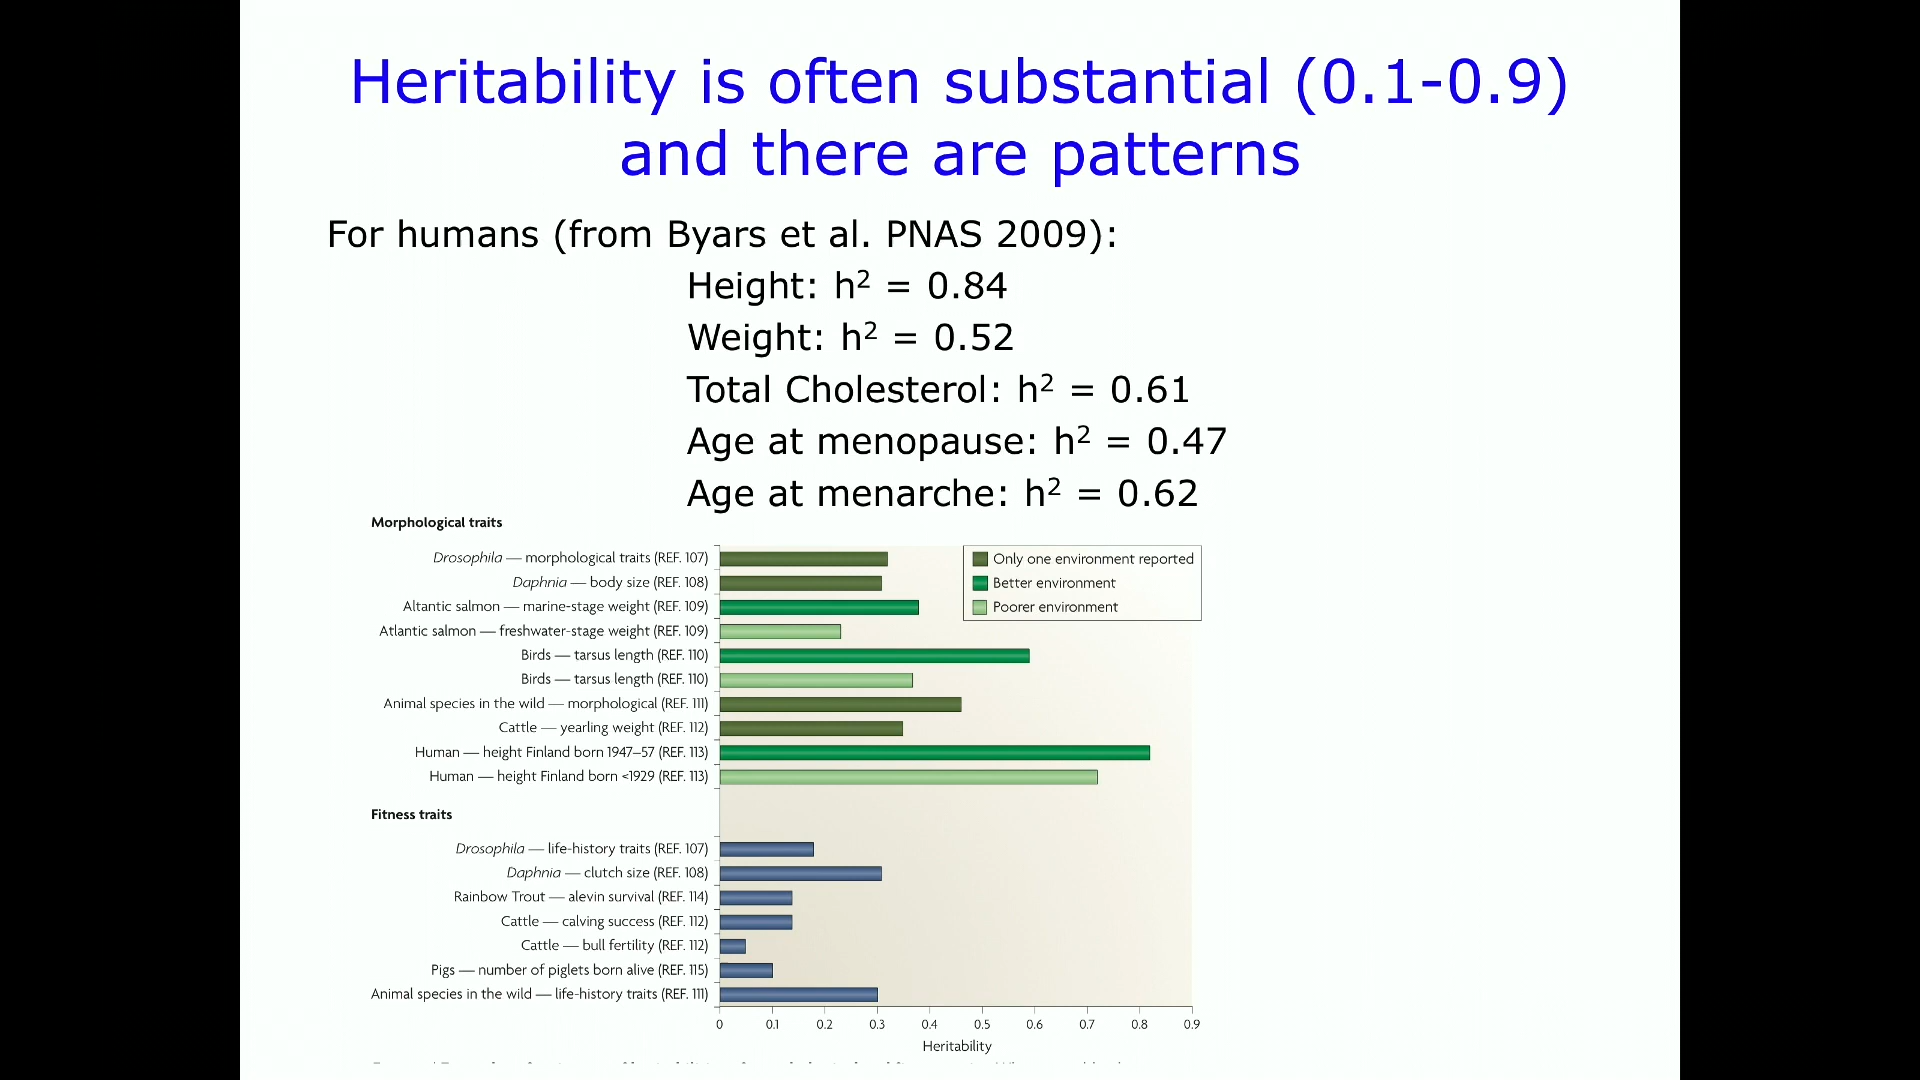 Heritability is often substantial (0.1-0.9)
and there are patterns
For humans (from Byars et al. PNAS 2009):
Height: h² = 0.84
Weight: h² = 0.52
Total Cholesterol: h² = 0.61
Age at menopause: h² = 0.47
Age at menarche: h² = 0.62
Morphological traits
Drosophila — morphological traits (REF. 107)
Daphnia — body size (REF. 108)
Altantic salmon — marine-stage weight (REF. 109)
Atlantic salmon — freshwater-stage weight (REF. 109)
Birds — tarsus length (REF. 110)
Birds — tarsus length (REF. 110)
Animal species in the wild — morphological (REF. 111)
Cattle — yearling weight (REF. 112)
Human — height Finland born 1947–57 (REF. 113)
Human — height Finland born <1929 (REF. 113)
Only one environment reported
Better environment
Poorer environment
Fitness traits
Drosophila — life-history traits (REF. 107)
Daphnia — clutch size (REF. 108)
Rainbow Trout — alevin survival (REF. 114)
Cattle — calving success (REF. 112)
Cattle — bull fertility (REF. 112)
Pigs — number of piglets born alive (REF. 115)
Animal species in the wild — life-history traits (REF. 111)
0 0.1 0.2 0.3 0.4 0.5 0.6 0.7 0.8 0.9
Heritability